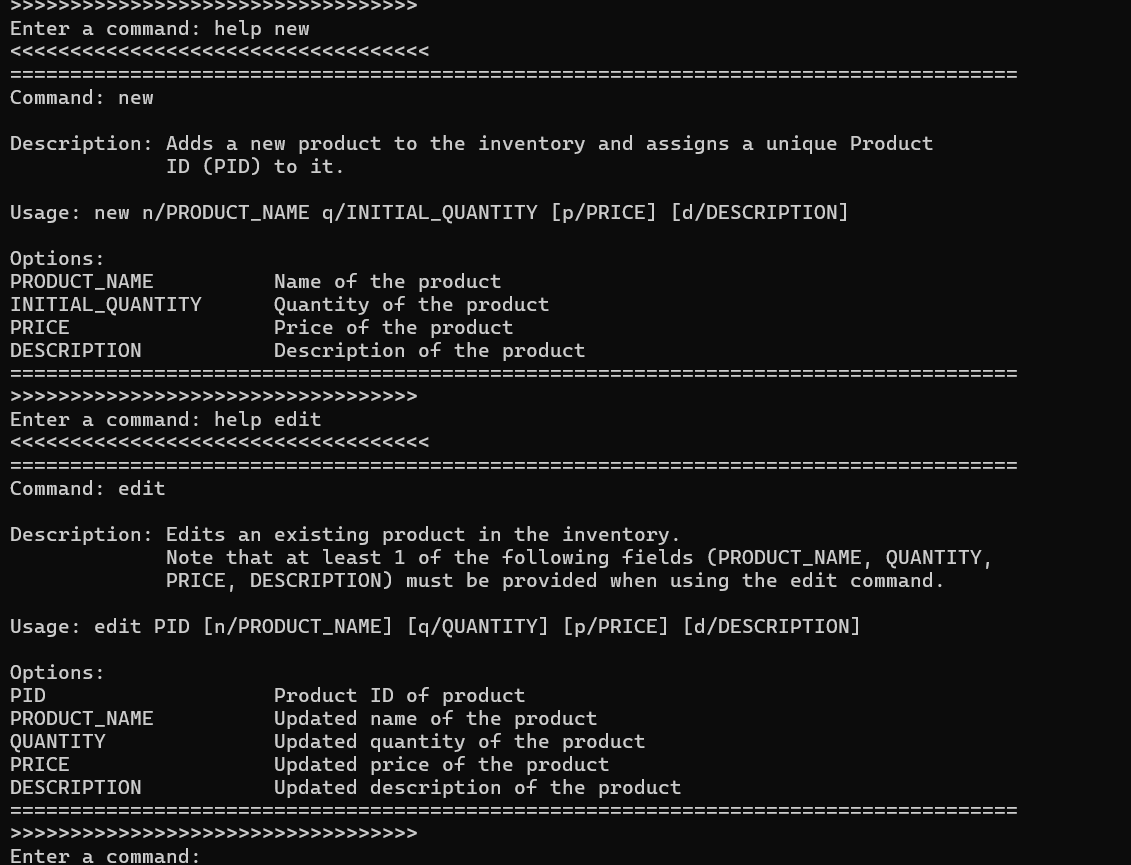 >>>>>>>>>>>>>>>>>>>>>>>>>>>>>>>>>>
Enter a command: help new
<<<<<<<<<<<<<<<<<<<<<<<<<<<<<<<<<<<
====================================================================================
Command: new
Description: Adds a new product to the inventory and assigns a unique Product
ID (PID) to it.
Usage: new n/PRODUCT_NAME q/INITIAL_QUANTITY [p/PRICE] [d/DESCRIPTION]
Options:
PRODUCT_NAME          Name of the product
INITIAL_QUANTITY      Quantity of the product
PRICE                 Price of the product
DESCRIPTION           Description of the product
====================================================================================
>>>>>>>>>>>>>>>>>>>>>>>>>>>>>>>>>>
Enter a command: help edit
<<<<<<<<<<<<<<<<<<<<<<<<<<<<<<<<<<<
====================================================================================
Command: edit
Description: Edits an existing product in the inventory.
Note that at least 1 of the following fields (PRODUCT_NAME, QUANTITY,
PRICE, DESCRIPTION) must be provided when using the edit command.
Usage: edit PID [n/PRODUCT_NAME] [q/QUANTITY] [p/PRICE] [d/DESCRIPTION]
Options:
PID                   Product ID of product
PRODUCT_NAME          Updated name of the product
QUANTITY              Updated quantity of the product
PRICE                 Updated price of the product
DESCRIPTION           Updated description of the product
====================================================================================
>>>>>>>>>>>>>>>>>>>>>>>>>>>>>>>>>>
Enter a command: